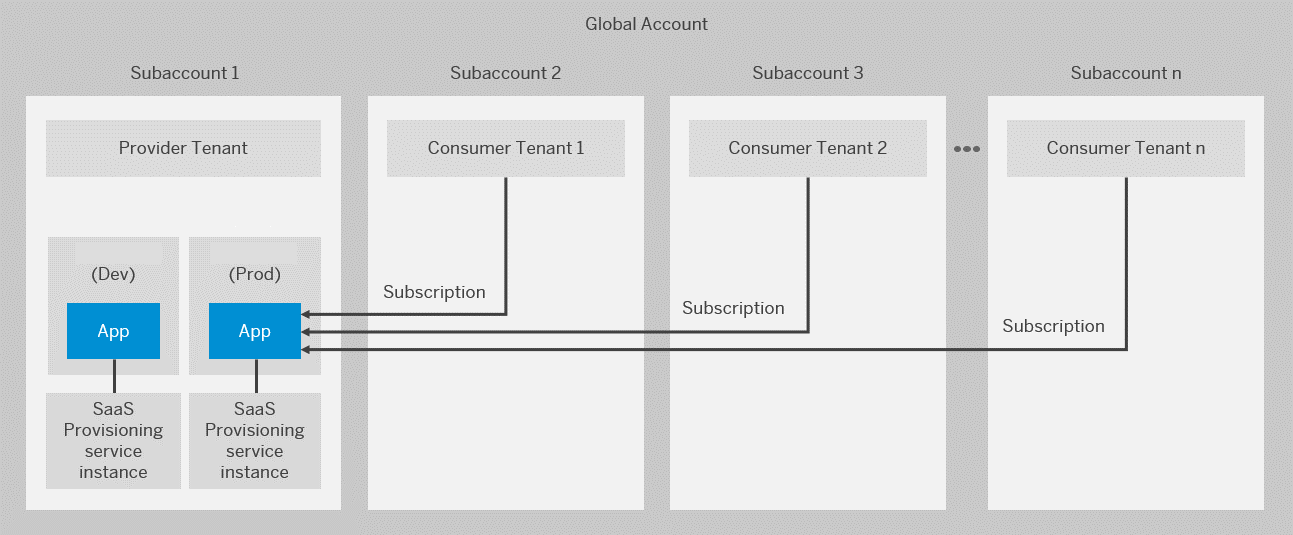 Global Account
Subaccount 1
Subaccount 2
Subaccount 3
Subaccount n
Provider Tenant
Consumer Tenant 1
Consumer Tenant 2
•••
Consumer Tenant n
(Dev)
(Prod)
App
App
Subscription
Subscription
Subscription
SaaS
Provisioning
service
instance
SaaS
Provisioning
service
instance